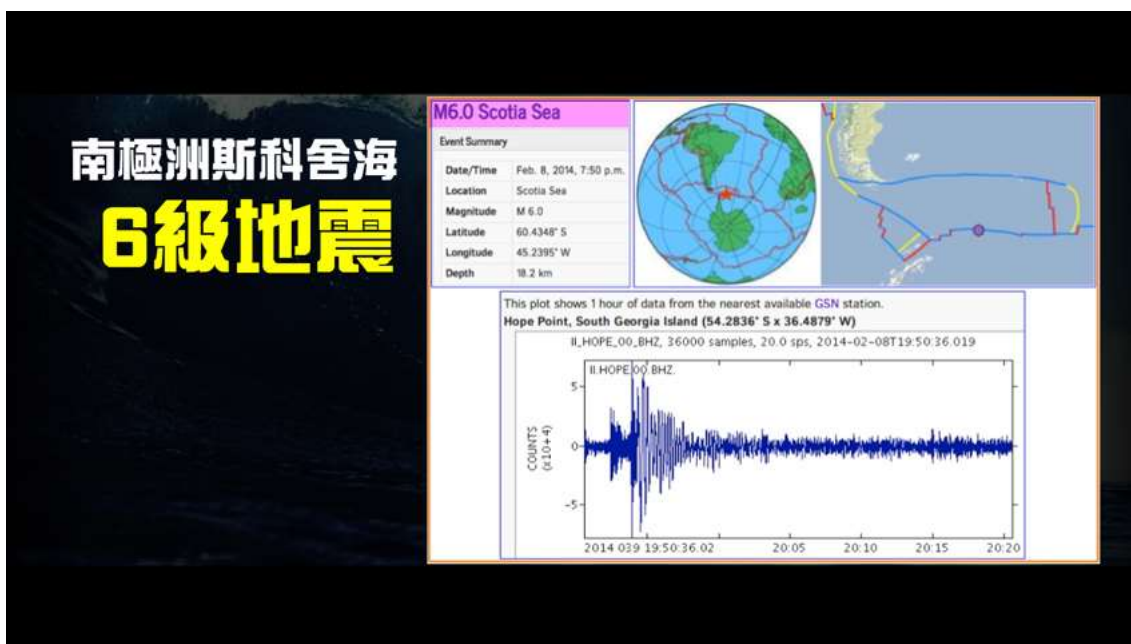 南極洲斯科舍海
6級地震
M6.0 Scotia Sea
Event Summary
Date/Time Feb. 8, 2014, 7:50 p.m.
Location Scotia Sea
Magnitude M 6.0
Latitude 60.4348° S
Longitude 45.2395° W
Depth 18.2 km
This plot shows 1 hour of data from the nearest available GSN station.
Hope Point, South Georgia Island (54.2836° S x 36.4879° W)
II_HOPE_00_BHZ, 36000 samples, 20.0 sps, 2014-02-08T19:50:36.019
II.HOPE.00.BHZ.
5
0
-5
COUNTS
(x10+4)
2014 039 19:50:36.02 20:05 20:10 20:15 20:20